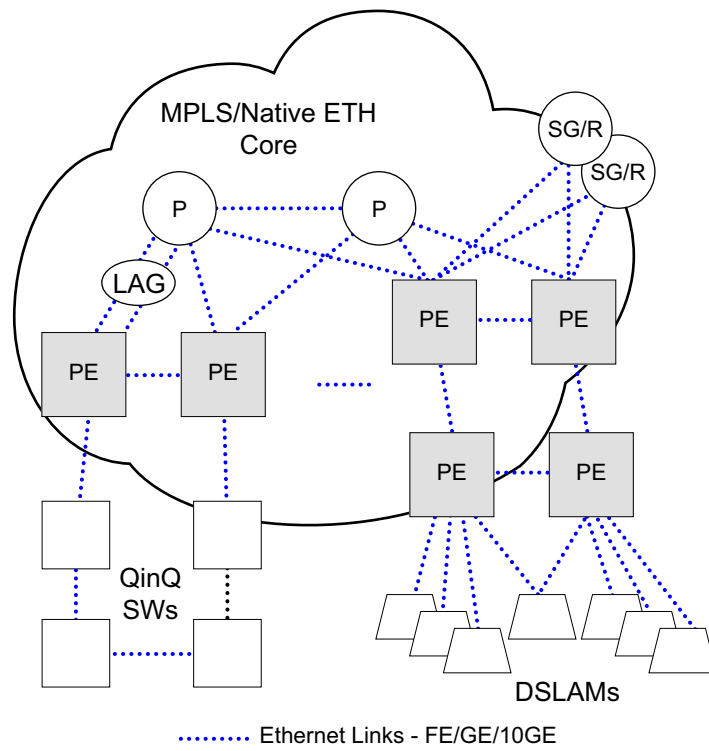 MPLS/Native ETH
Core
SG/R
SG/R
P
P
LAG
PE
PE
PE
PE
PE
PE
QinQ
SWs
DSLAMs
Ethernet Links - FE/GE/10GE